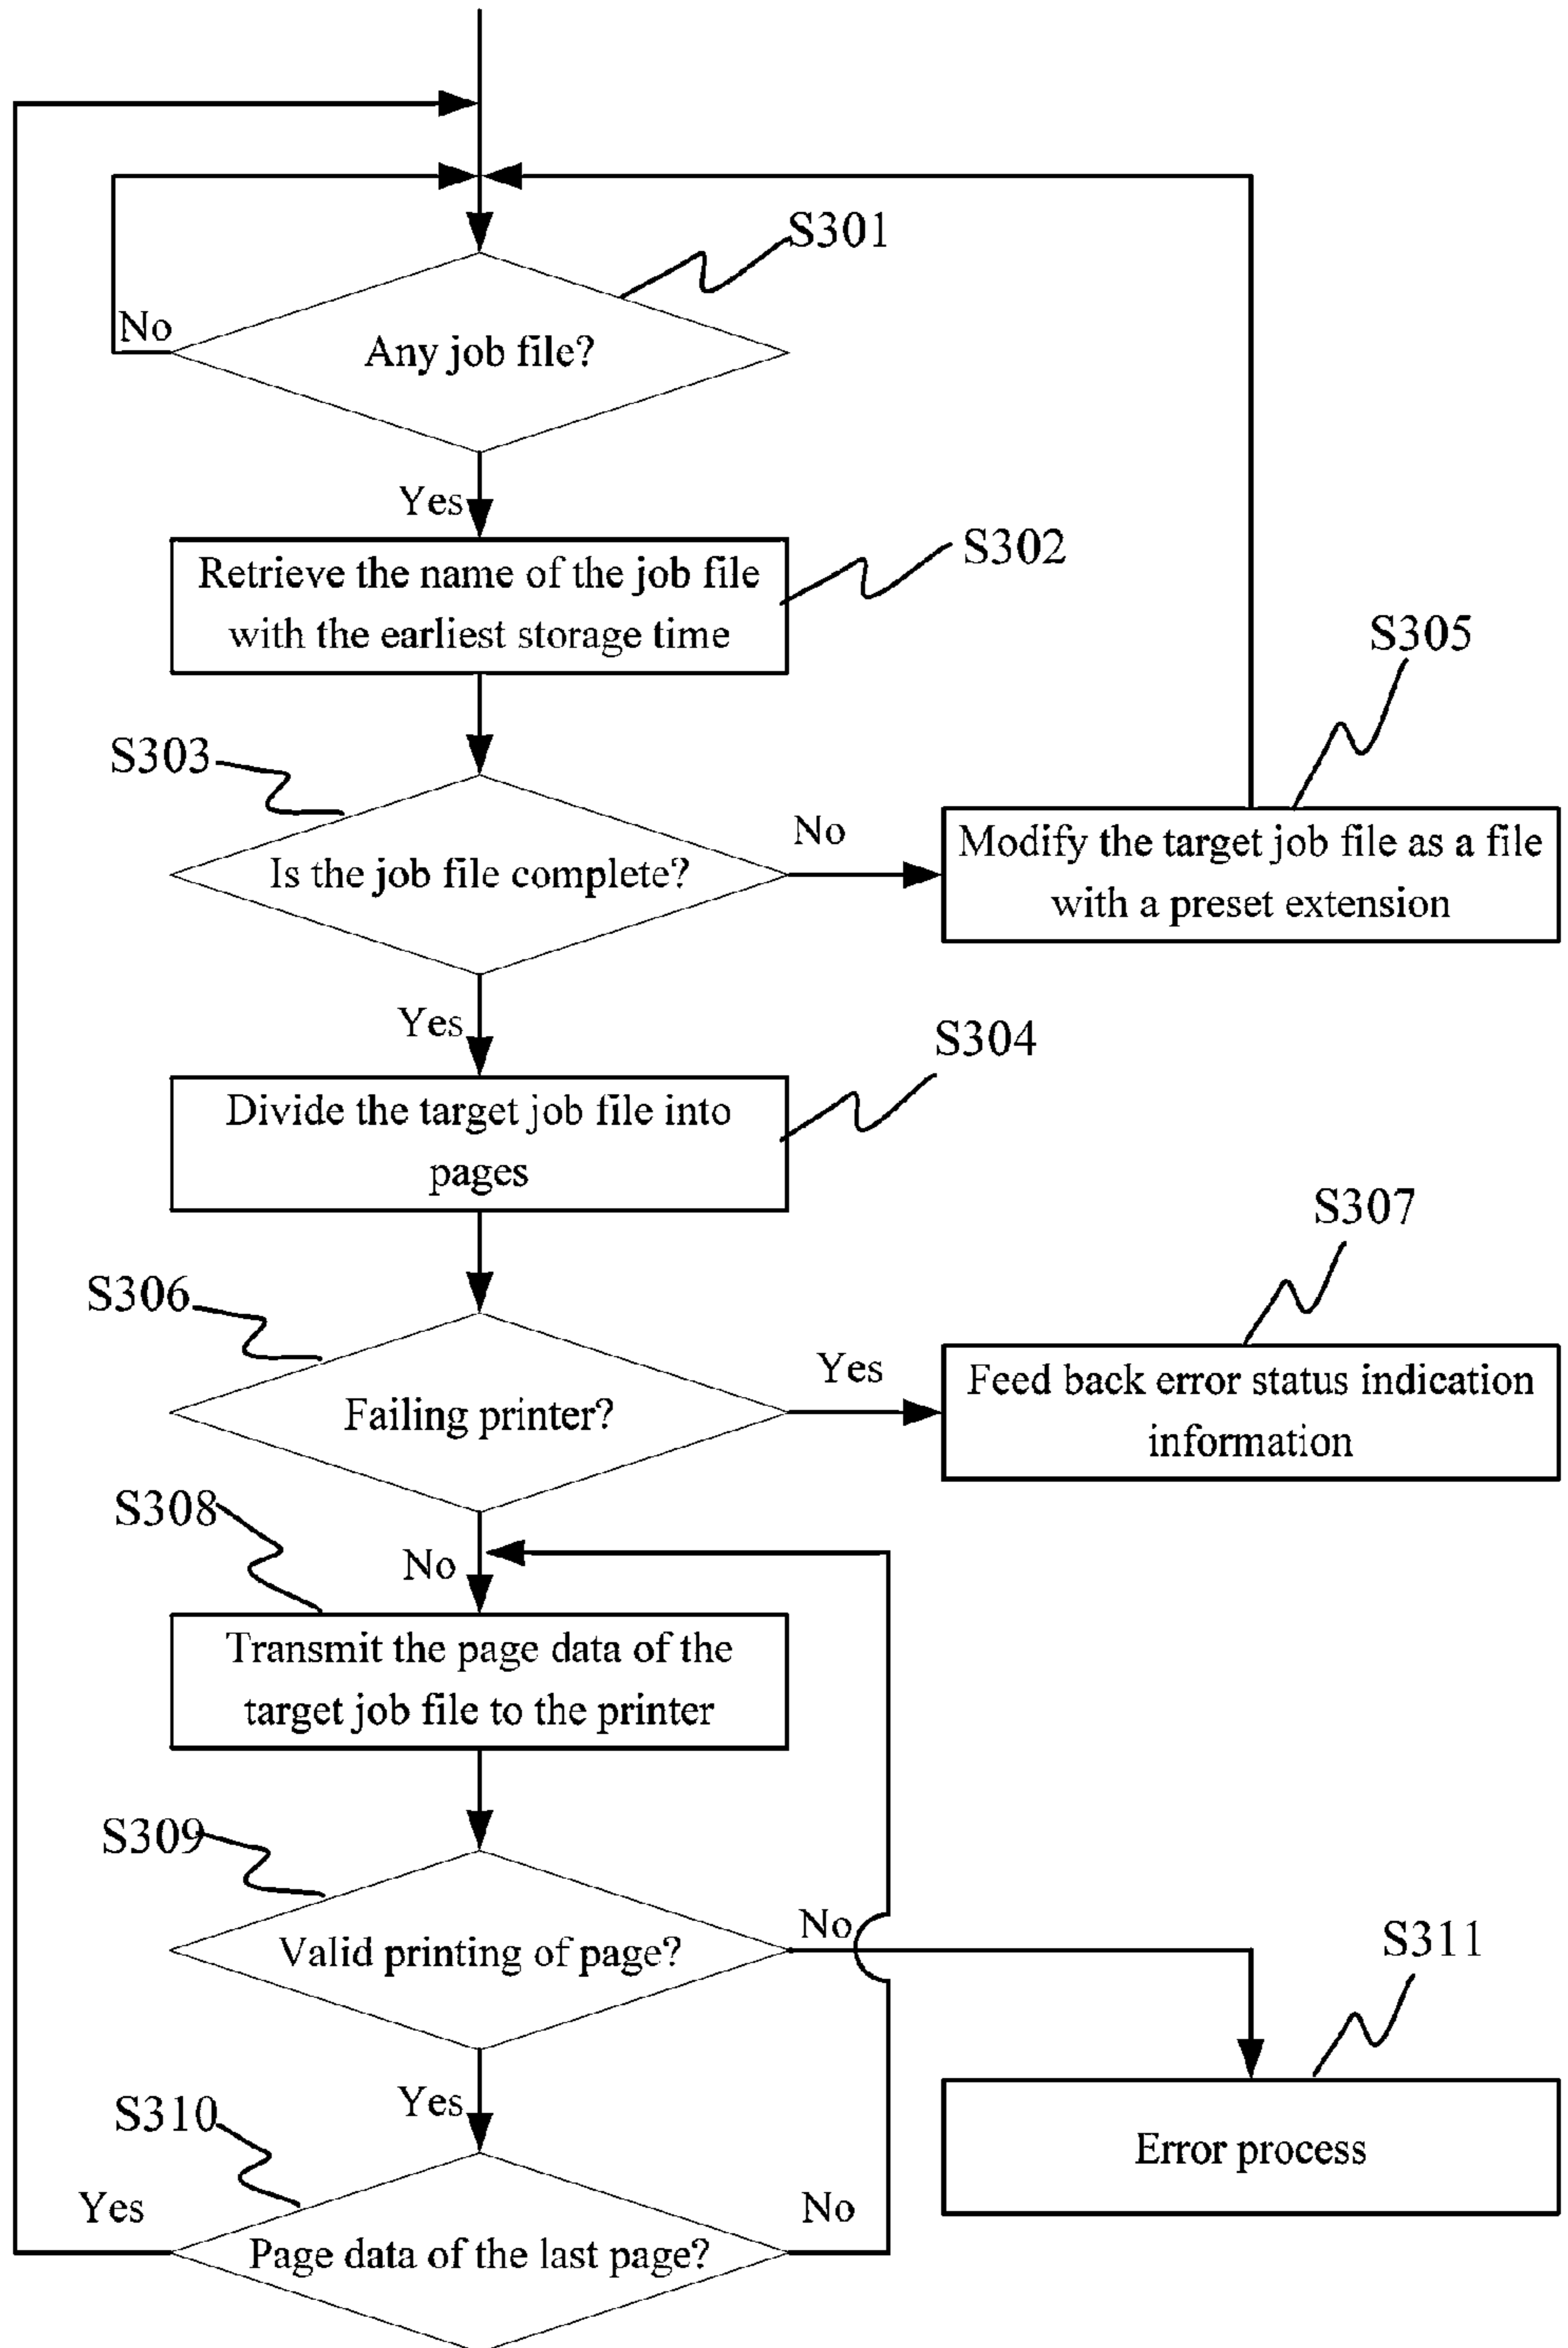 S301
No
Any job file?
Yes
S302
Retrieve the name of the job file
with the earliest storage time
S305
S303
No
Modify the target job file as a file
with a preset extension
Is the job file complete?
Yes
S304
Divide the target job file into
pages
S307
S306
Yes
Feed back error status indication
information
Failing printer?
S308
No
Transmit the page data of the
target job file to the printer
S309
No
S311
Valid printing of page?
Yes
S310
Error process
Yes
No
Page data of the last page?